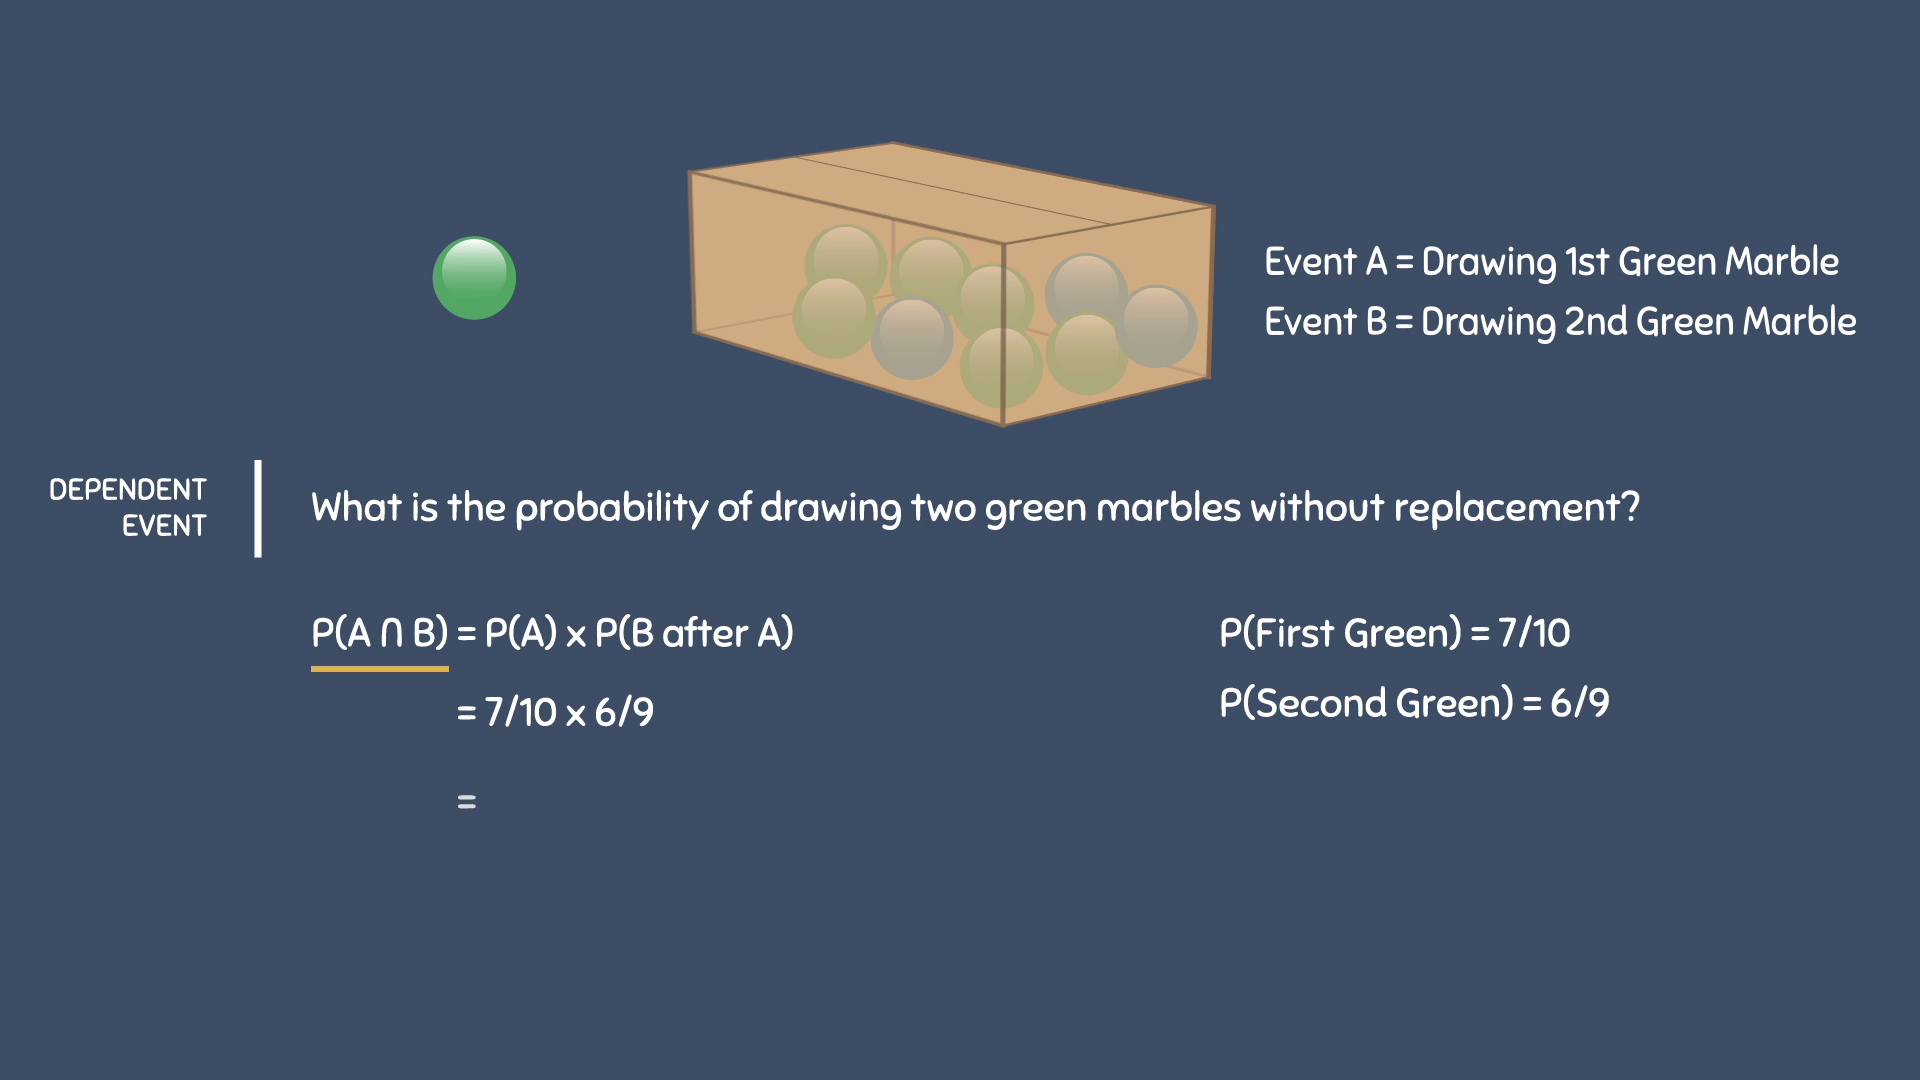 Event A = Drawing 1st Green Marble
Event B = Drawing 2nd Green Marble
DEPENDENT
EVENT
What is the probability of drawing two green marbles without replacement?
P(A ∩ B) = P(A) x P(B after A)
= 7/10 x 6/9
=
P(First Green) = 7/10
P(Second Green) = 6/9